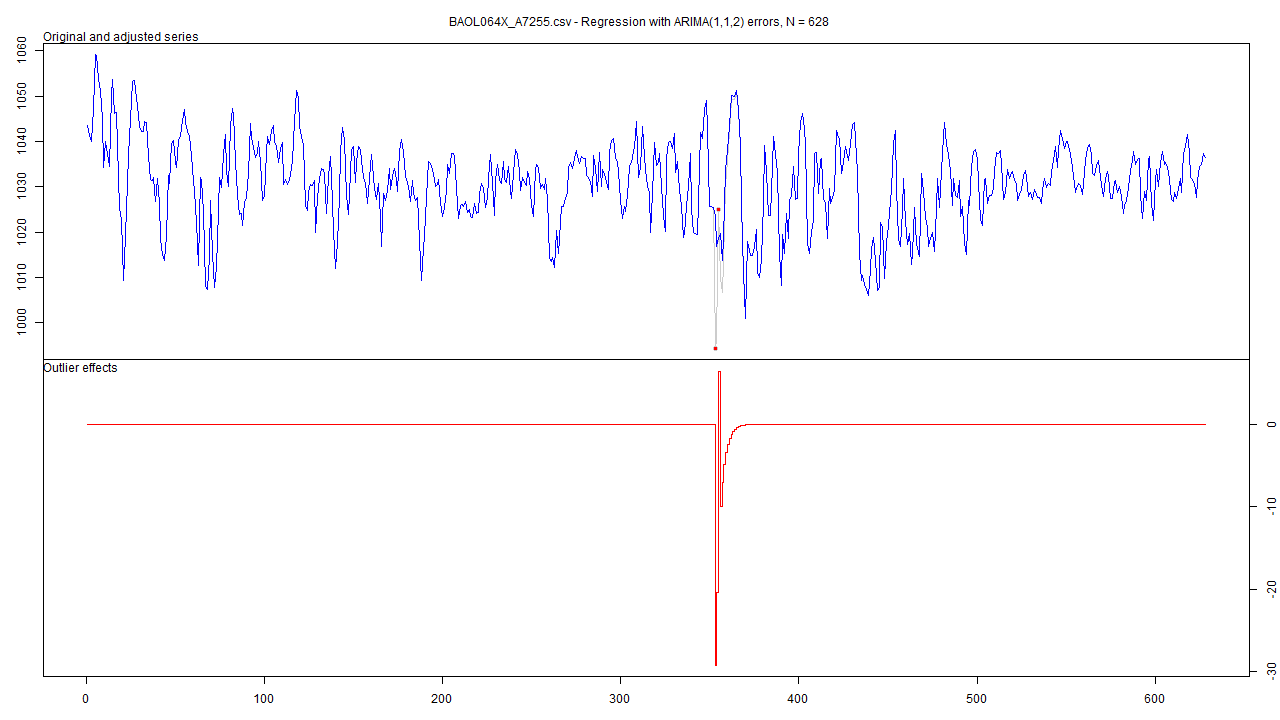 BAOL064X_A7255.csv - Regression with ARIMA(1,1,2) errors, N = 628
Original and adjusted series
1060
1050
1040
1030
1020
1010
1000
Outlier effects
0
-10
-20
-30
0 100 200 300 400 500 600